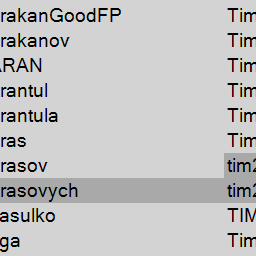 rakanGoodFP Tim
rakanov Tim
ARAN Tim
rantul Tim
rantula Tim
ras Tim
rasov tim2
rasovych tim2
asulko TIM
ga Tim